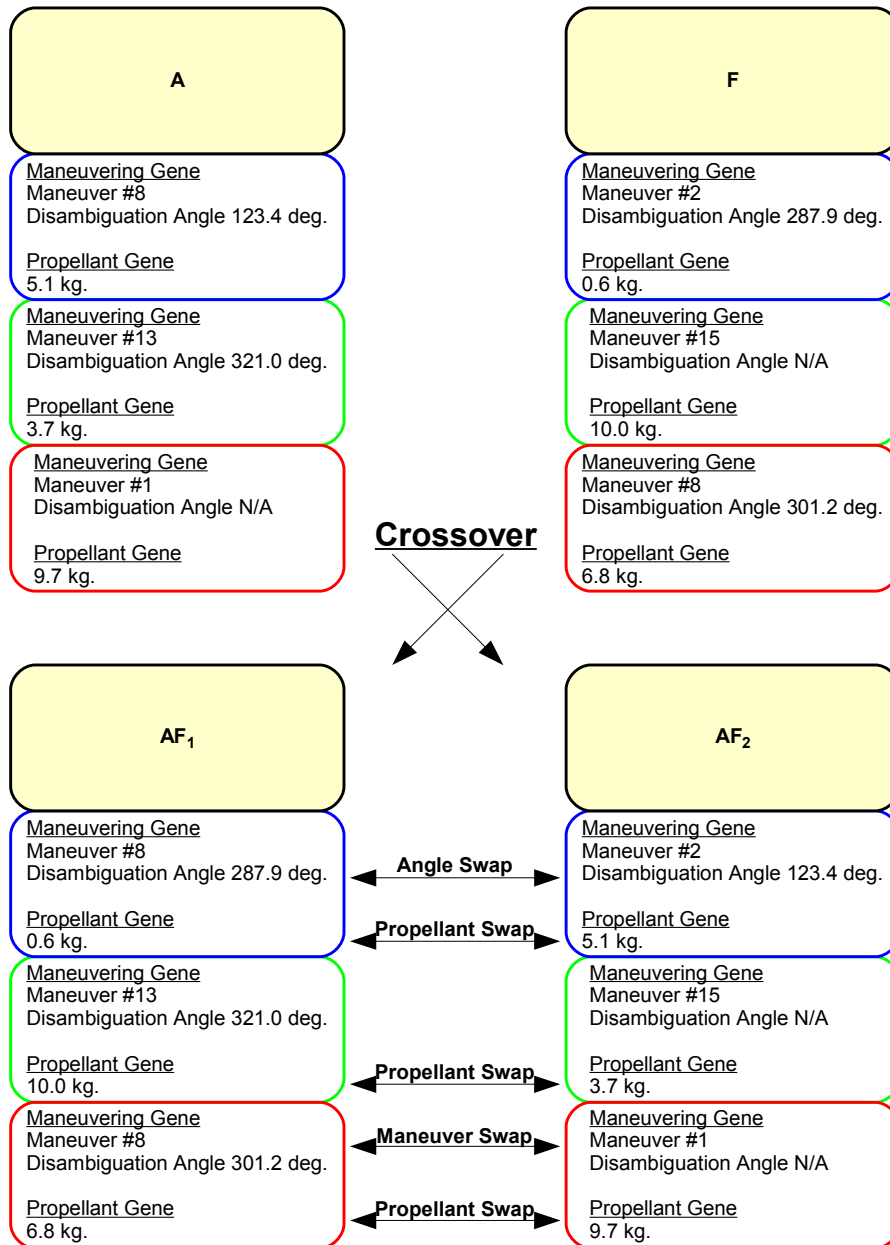 A
Maneuvering Gene
Maneuver #8
Disambiguation Angle 123.4 deg.
Propellant Gene
5.1 kg.
Maneuvering Gene
Maneuver #13
Disambiguation Angle 321.0 deg.
Propellant Gene
3.7 kg.
Maneuvering Gene
Maneuver #1
Disambiguation Angle N/A
Propellant Gene
9.7 kg.
F
Maneuvering Gene
Maneuver #2
Disambiguation Angle 287.9 deg.
Propellant Gene
0.6 kg.
Maneuvering Gene
Maneuver #15
Disambiguation Angle N/A
Propellant Gene
10.0 kg.
Maneuvering Gene
Maneuver #8
Disambiguation Angle 301.2 deg.
Propellant Gene
6.8 kg.
Crossover
AF1
Maneuvering Gene
Maneuver #8
Disambiguation Angle 287.9 deg.
Propellant Gene
0.6 kg.
Maneuvering Gene
Maneuver #13
Disambiguation Angle 321.0 deg.
Propellant Gene
10.0 kg.
Maneuvering Gene
Maneuver #8
Disambiguation Angle 301.2 deg.
Propellant Gene
6.8 kg.
Angle Swap
Propellant Swap
Propellant Swap
Maneuver Swap
Propellant Swap
AF2
Maneuvering Gene
Maneuver #2
Disambiguation Angle 123.4 deg.
Propellant Gene
5.1 kg.
Maneuvering Gene
Maneuver #15
Disambiguation Angle N/A
Propellant Gene
3.7 kg.
Maneuvering Gene
Maneuver #1
Disambiguation Angle N/A
Propellant Gene
9.7 kg.